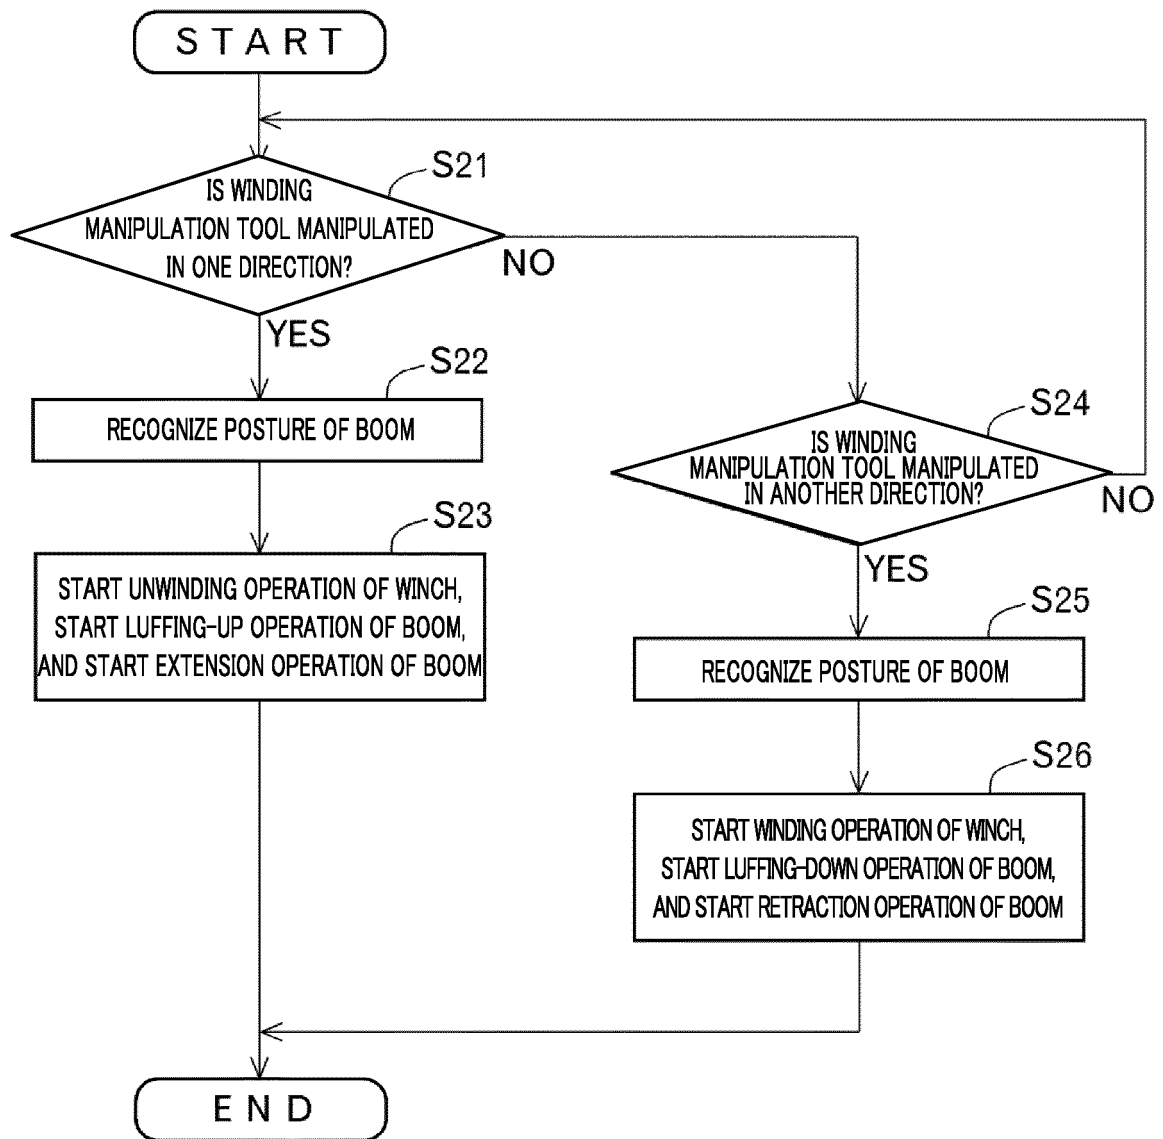 START
S21
IS WINDING
MANIPULATION TOOL MANIPULATED
IN ONE DIRECTION?
NO
YES
S22
RECOGNIZE POSTURE OF BOOM
S23
START UNWINDING OPERATION OF WINCH,
START LUFFING-UP OPERATION OF BOOM,
AND START EXTENSION OPERATION OF BOOM
S24
IS WINDING
MANIPULATION TOOL MANIPULATED
IN ANOTHER DIRECTION?
NO
YES
S25
RECOGNIZE POSTURE OF BOOM
S26
START WINDING OPERATION OF WINCH,
START LUFFING-DOWN OPERATION OF BOOM,
AND START RETRACTION OPERATION OF BOOM
END